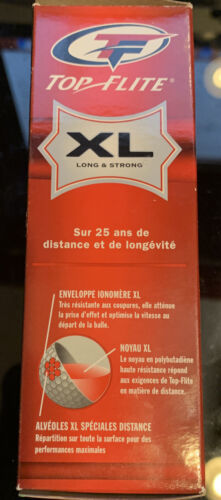 TF
TOP FLITE®
XL
LONG & STRONG
Sur 25 ans de
distance et de longévité
ENVELOPPE IONOMÈRE XL
Très résistante aux coupures, elle atténue
la prise d'effet et optimise la vitesse au
départ de la balle.
NOYAU XL
Le noyau en polybutadiène
haute résistance répond
aux exigences de Top-Flite
en matière de distance.
ALVÉOLES XL SPÉCIALES DISTANCE
Répartition sur toute la surface pour des
performances maximales